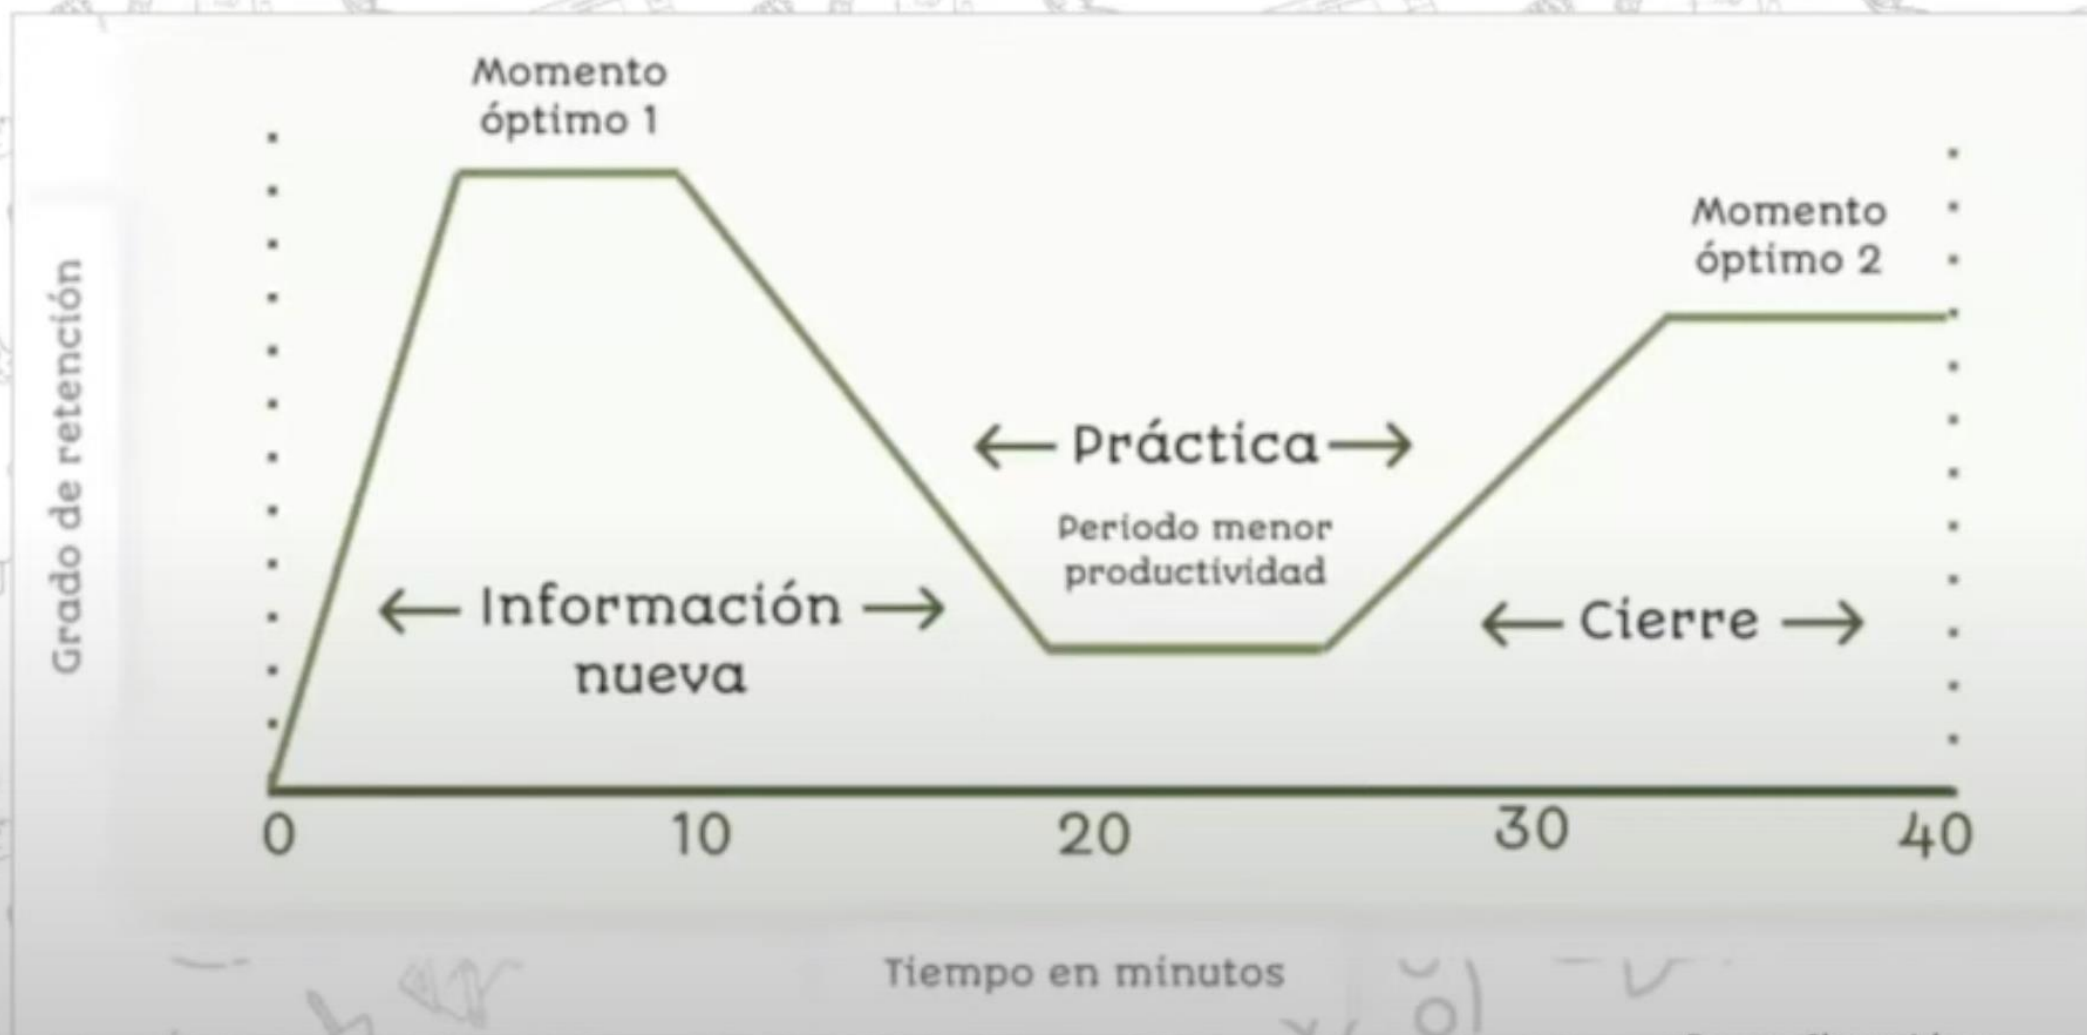 Momento
óptimo 1
Momento
óptimo 2
Grado de retención
Práctica
Periodo menor
productividad
Información
nueva
Cierre
0 10 20 30 40
Tiempo en minutos